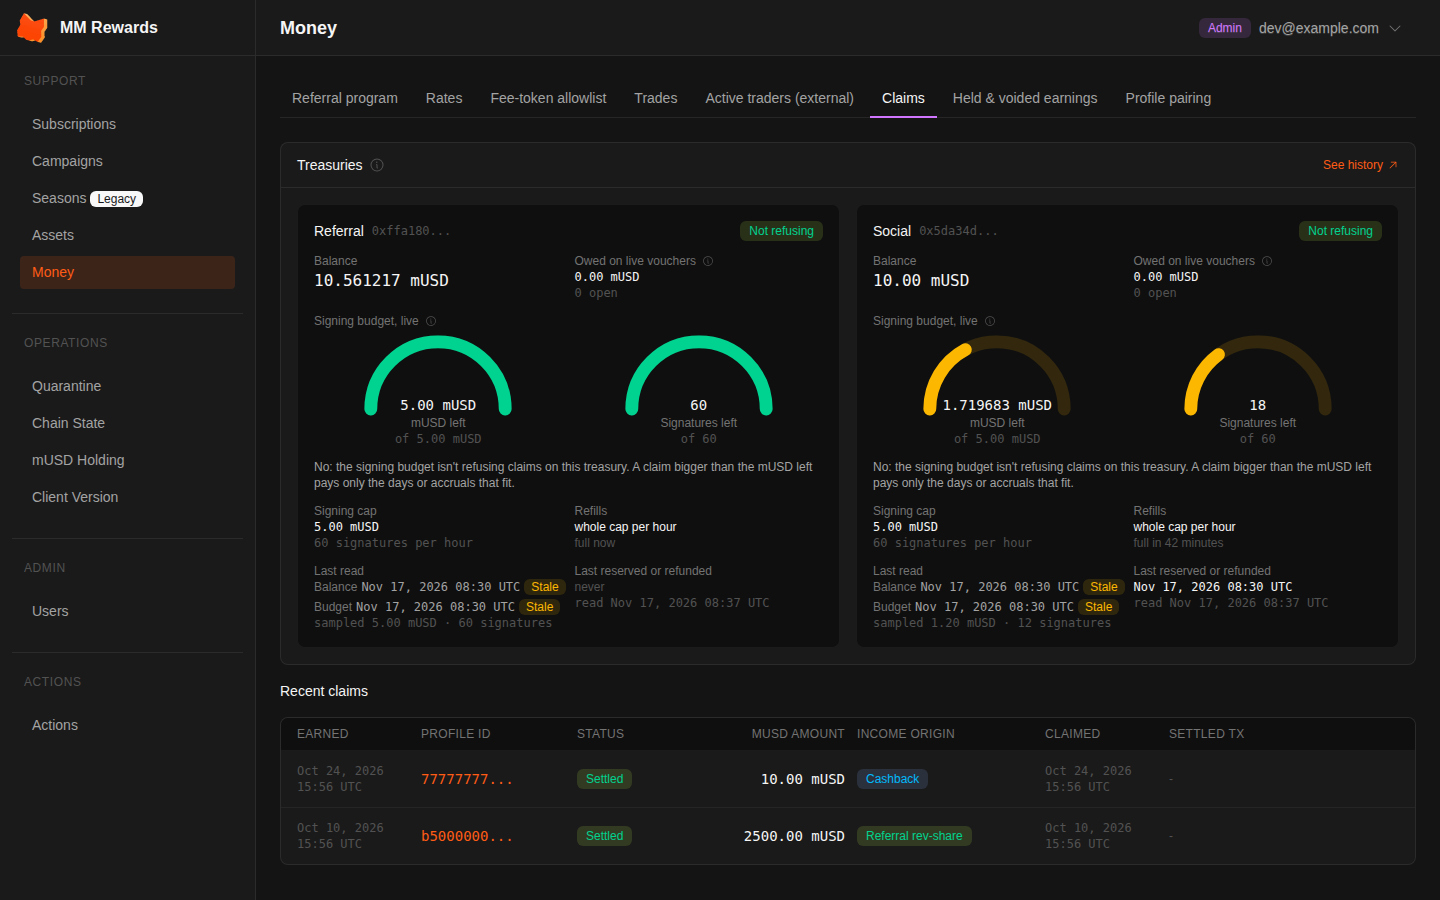 MM Rewards
Money
Admin
dev@example.com
SUPPORT
Subscriptions
Campaigns
Seasons Legacy
Assets
Money
OPERATIONS
Quarantine
Chain State
mUSD Holding
Client Version
ADMIN
Users
ACTIONS
Actions
Referral program Rates Fee-token allowlist Trades Active traders (external) Claims Held & voided earnings Profile pairing
Treasuries
See history
Referral 0xffa180...
Not refusing
Balance
10.561217 mUSD
Owed on live vouchers
0.00 mUSD
0 open
Signing budget, live
5.00 mUSD
mUSD left
of 5.00 mUSD
60
Signatures left
of 60
No: the signing budget isn't refusing claims on this treasury. A claim bigger than the mUSD left
pays only the days or accruals that fit.
Signing cap
5.00 mUSD
60 signatures per hour
Refills
whole cap per hour
full now
Last read
Balance Nov 17, 2026 08:30 UTC Stale
Budget Nov 17, 2026 08:30 UTC Stale
sampled 5.00 mUSD · 60 signatures
Last reserved or refunded
never
read Nov 17, 2026 08:37 UTC
Social 0x5da34d...
Not refusing
Balance
10.00 mUSD
Owed on live vouchers
0.00 mUSD
0 open
Signing budget, live
1.719683 mUSD
mUSD left
of 5.00 mUSD
18
Signatures left
of 60
No: the signing budget isn't refusing claims on this treasury. A claim bigger than the mUSD left
pays only the days or accruals that fit.
Signing cap
5.00 mUSD
60 signatures per hour
Refills
whole cap per hour
full in 42 minutes
Last read
Balance Nov 17, 2026 08:30 UTC Stale
Budget Nov 17, 2026 08:30 UTC Stale
sampled 1.20 mUSD · 12 signatures
Last reserved or refunded
Nov 17, 2026 08:30 UTC
read Nov 17, 2026 08:37 UTC
Recent claims
EARNED PROFILE ID STATUS MUSD AMOUNT INCOME ORIGIN CLAIMED SETTLED TX
Oct 24, 2026
15:56 UTC
77777777...
Settled
10.00 mUSD
Cashback
Oct 24, 2026
15:56 UTC
-
Oct 10, 2026
15:56 UTC
b5000000...
Settled
2500.00 mUSD
Referral rev-share
Oct 10, 2026
15:56 UTC
-